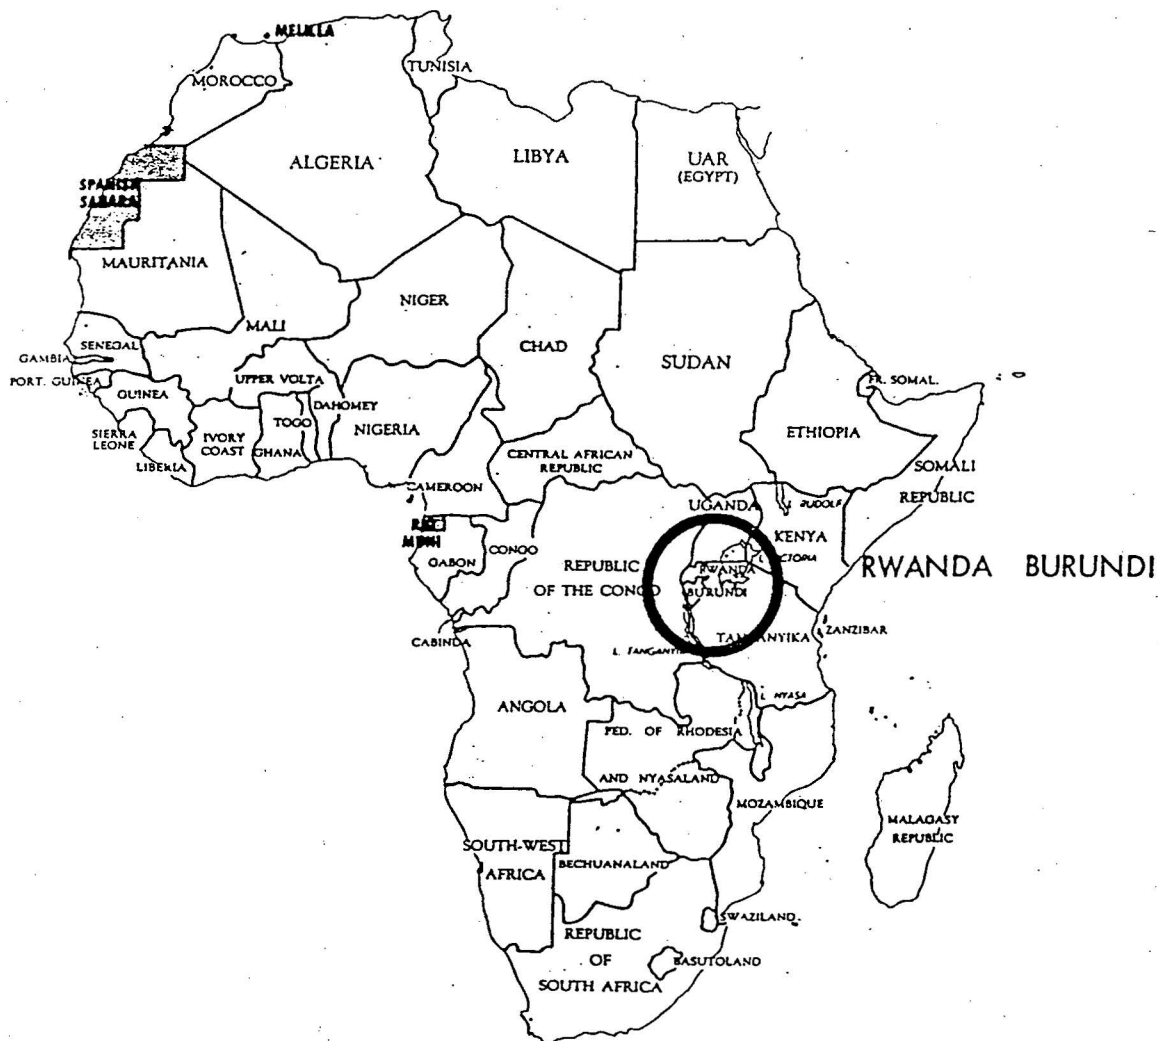 MELILLA
TUNISIA
MOROCCO
ALGERIA
LIBYA
UAR
(EGYPT)
SPANISH
SAHARA
MAURITANIA
NIGER
MALI
CHAD
SUDAN
SENEGAL
GAMBIA
PORT. GUINEA
GUINEA
UPPER VOLTA
DAHOMEY
TOGO
NIGERIA
FR. SOMAL.
SIERRA
LEONE
IVORY
COAST
GHANA
LIBERIA
ETHIOPIA
CENTRAL AFRICAN
REPUBLIC
SOMALI
REPUBLIC
CAMEROON
UGANDA
L. RUDOLF
KENYA
MUNI
GABON
CONGO
REPUBLIC
OF THE CONGO
L. VICTORIA
RWANDA
BURUNDI
RWANDA BURUNDI
CABINDA
TANGANYIKA
ZANZIBAR
L. TANGANYI
ANGOLA
L. NYASA
FED. OF RHODESIA
AND NYASALAND
MOZAMBIQUE
MALAGASY
REPUBLIC
SOUTH-WEST
AFRICA
BECHUANALAND
SWAZILAND
REPUBLIC
OF
SOUTH AFRICA
BASUTOLAND